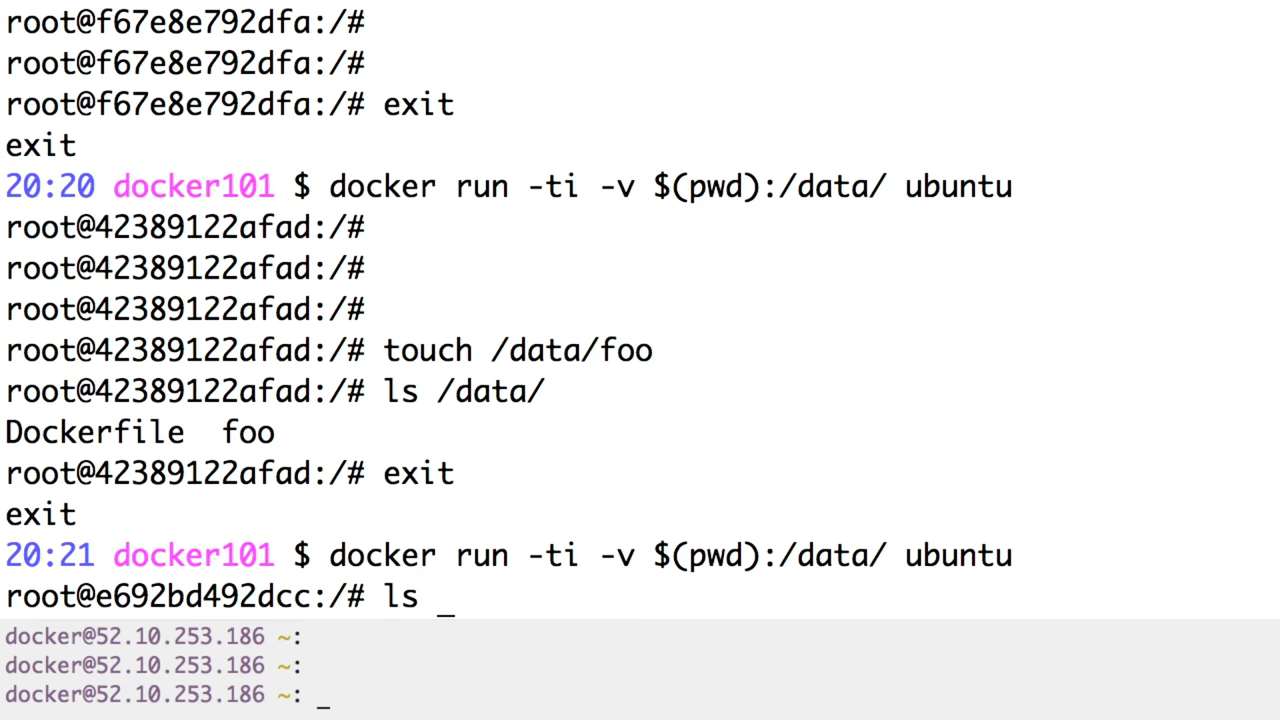 root@f67e8e792dfa:/#
root@f67e8e792dfa:/#
root@f67e8e792dfa:/# exit
exit
20:20 docker101 $ docker run -ti -v $(pwd):/data/ ubuntu
root@42389122afad:/#
root@42389122afad:/#
root@42389122afad:/#
root@42389122afad:/# touch /data/foo
root@42389122afad:/# ls /data/
Dockerfile  foo
root@42389122afad:/# exit
exit
20:21 docker101 $ docker run -ti -v $(pwd):/data/ ubuntu
root@e692bd492dcc:/# ls _
docker@52.10.253.186 ~:
docker@52.10.253.186 ~:
docker@52.10.253.186 ~: _